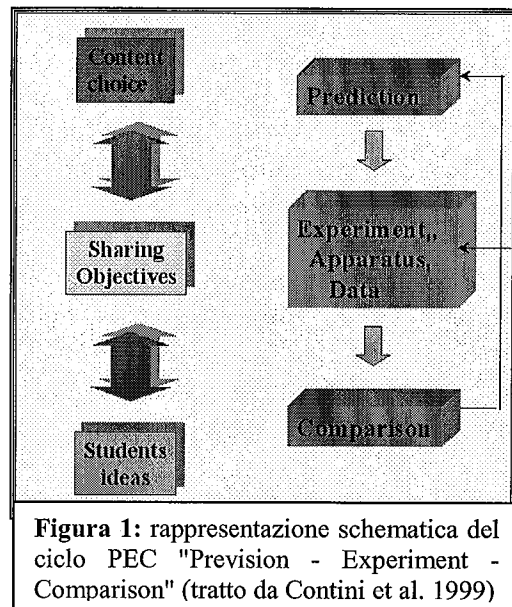 Content
choice
Prediction
Sharing
Objectives
Experiment,
Apparatus,
Data
Students
ideas
Comparison
Figura 1: rappresentazione schematica del
ciclo PEC "Prevision - Experiment -
Comparison" (tratto da Contini et al. 1999)